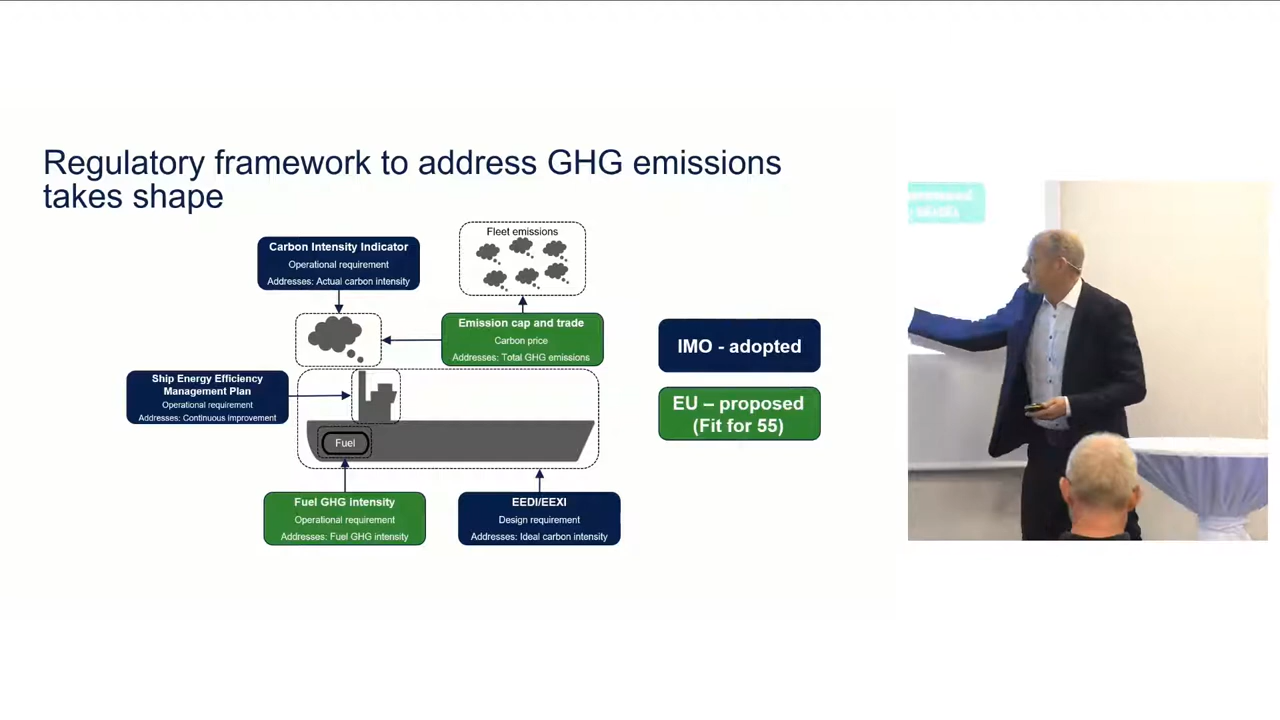 Regulatory framework to address GHG emissions
takes shape
Carbon Intensity Indicator
Operational requirement
Addresses: Actual carbon intensity
Fleet emissions
Emission cap and trade
Carbon price
Addresses: Total GHG emissions
Ship Energy Efficiency
Management Plan
Operational requirement
Addresses: Continuous improvement
Fuel
Fuel GHG intensity
Operational requirement
Addresses: Fuel GHG intensity
EEDI/EEXI
Design requirement
Addresses: Ideal carbon intensity
IMO - adopted
EU – proposed
(Fit for 55)